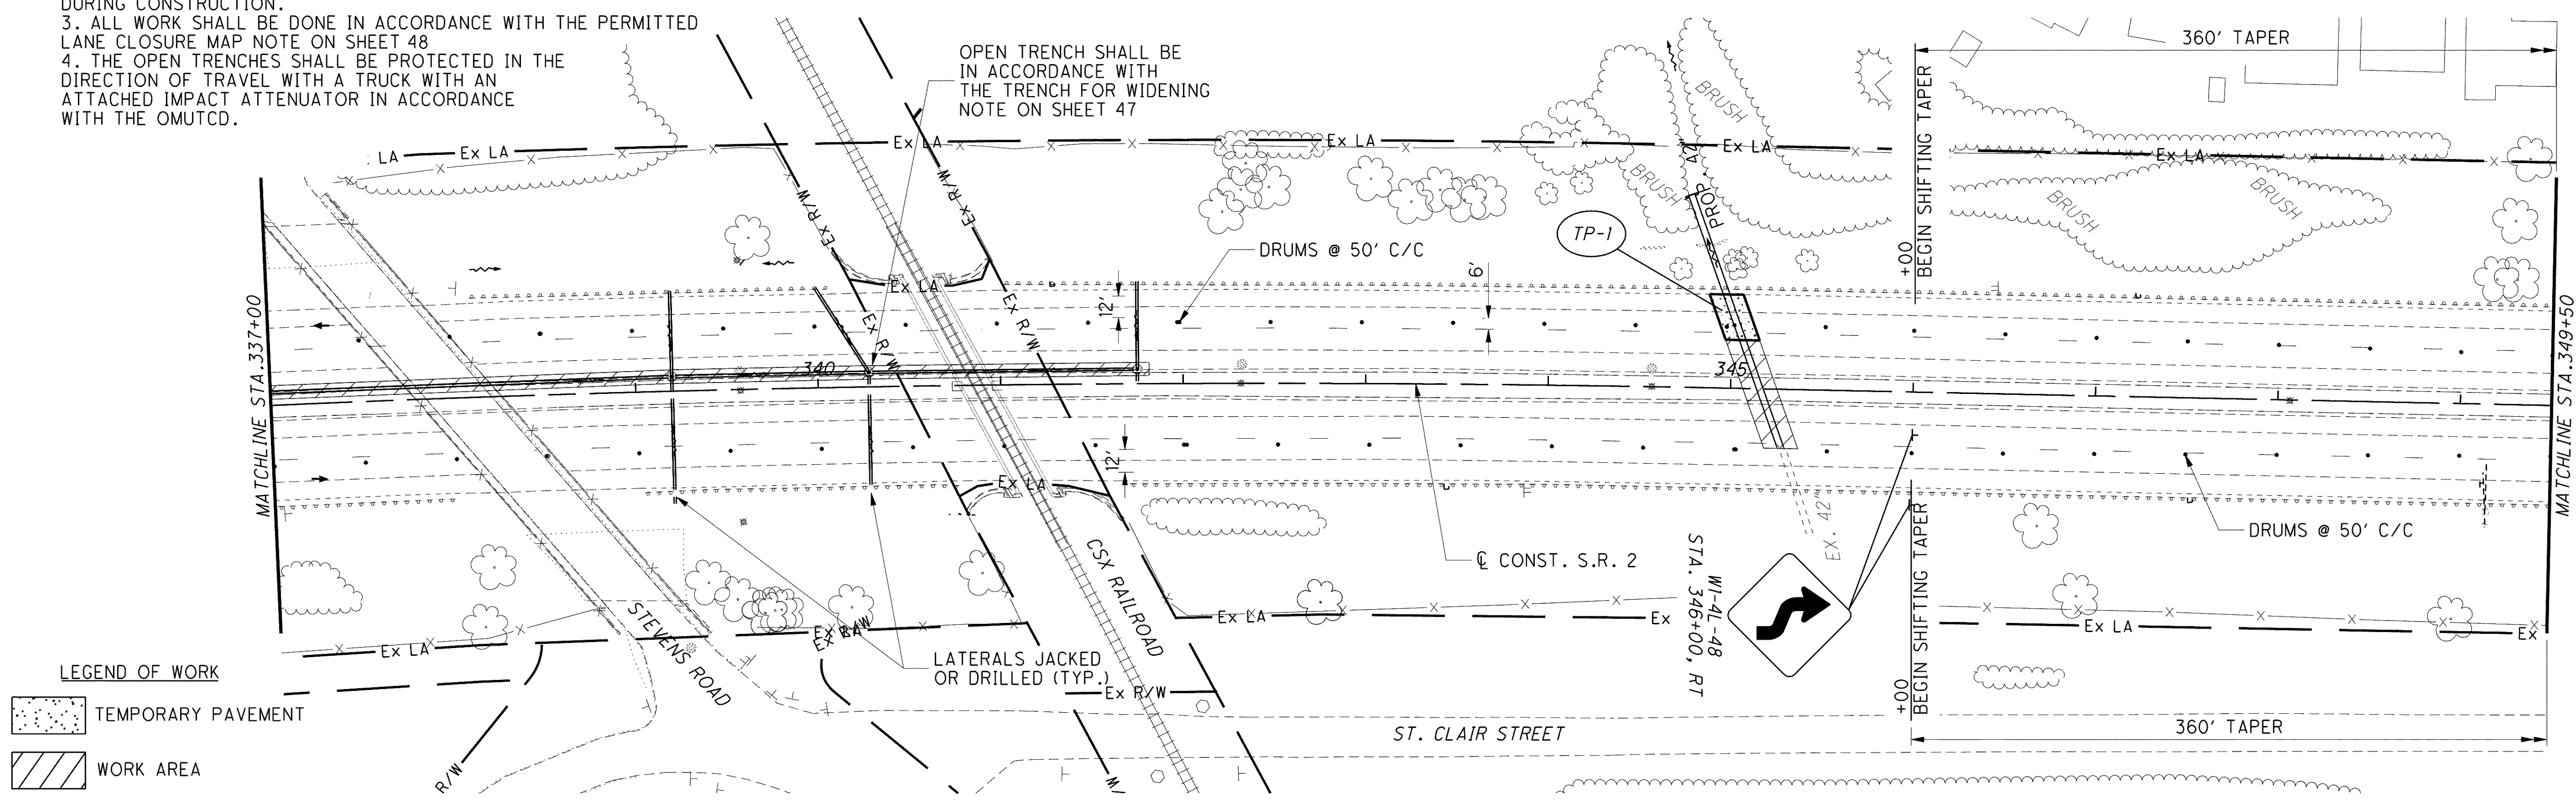 DURING CONSTRUCTION.
3. ALL WORK SHALL BE DONE IN ACCORDANCE WITH THE PERMITTED
LANE CLOSURE MAP NOTE ON SHEET 48
4. THE OPEN TRENCHES SHALL BE PROTECTED IN THE
DIRECTION OF TRAVEL WITH A TRUCK WITH AN
ATTACHED IMPACT ATTENUATOR IN ACCORDANCE
WITH THE OMUTCD.
OPEN TRENCH SHALL BE
IN ACCORDANCE WITH
THE TRENCH FOR WIDENING
NOTE ON SHEET 47
360' TAPER
BEGIN SHIFTING TAPER
+00
BRUSH
BRUSH
BRUSH
BRUSH
LA
Ex LA
Ex LA
Ex LA
Ex LA
Ex LA
Ex R/W
Ex R/W
PROP.
TP-1
DRUMS @ 50' C/C
6'
12'
Ex LA
Ex R/W
Ex R/W
MATCHLINE STA.337+00
MATCHLINE STA.349+50
340
345
12'
Ex LA
EX. 42"
DRUMS @ 50' C/C
℄ CONST. S.R. 2
STA. 346+00, RT
W1-4L-48
BEGIN SHIFTING TAPER
+00
CSX RAILROAD
STEVENS ROAD
Ex LA
Ex LA
Ex
Ex LA
Ex
LATERALS JACKED
OR DRILLED (TYP.)
Ex R/W
ST. CLAIR STREET
360' TAPER
LEGEND OF WORK
TEMPORARY PAVEMENT
WORK AREA
R/W